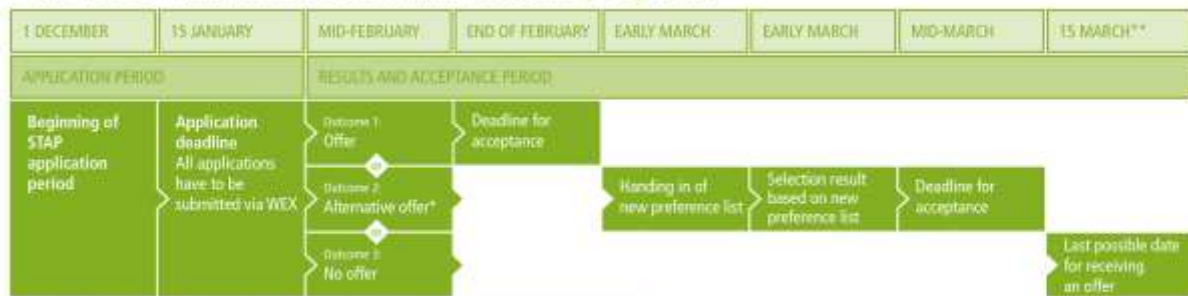 1 DECEMBER
15 JANUARY
MID-FEBRUARY
END OF FEBRUARY
EARLY MARCH
EARLY MARCH
MID-MARCH
15 MARCH**
APPLICATION PERIOD
RESULTS AND ACCEPTANCE PERIOD
Beginning of
STAP
application
period
Application
deadline
All applications
have to be
submitted via WEX
Outcome 1:
Offer
or
Outcome 2:
Alternative offer*
or
Outcome 3:
No offer
Deadline for
acceptance
Handing in of
new preference list
Selection result
based on new
preference list
Deadline for
acceptance
Last possible date
for receiving
an offer